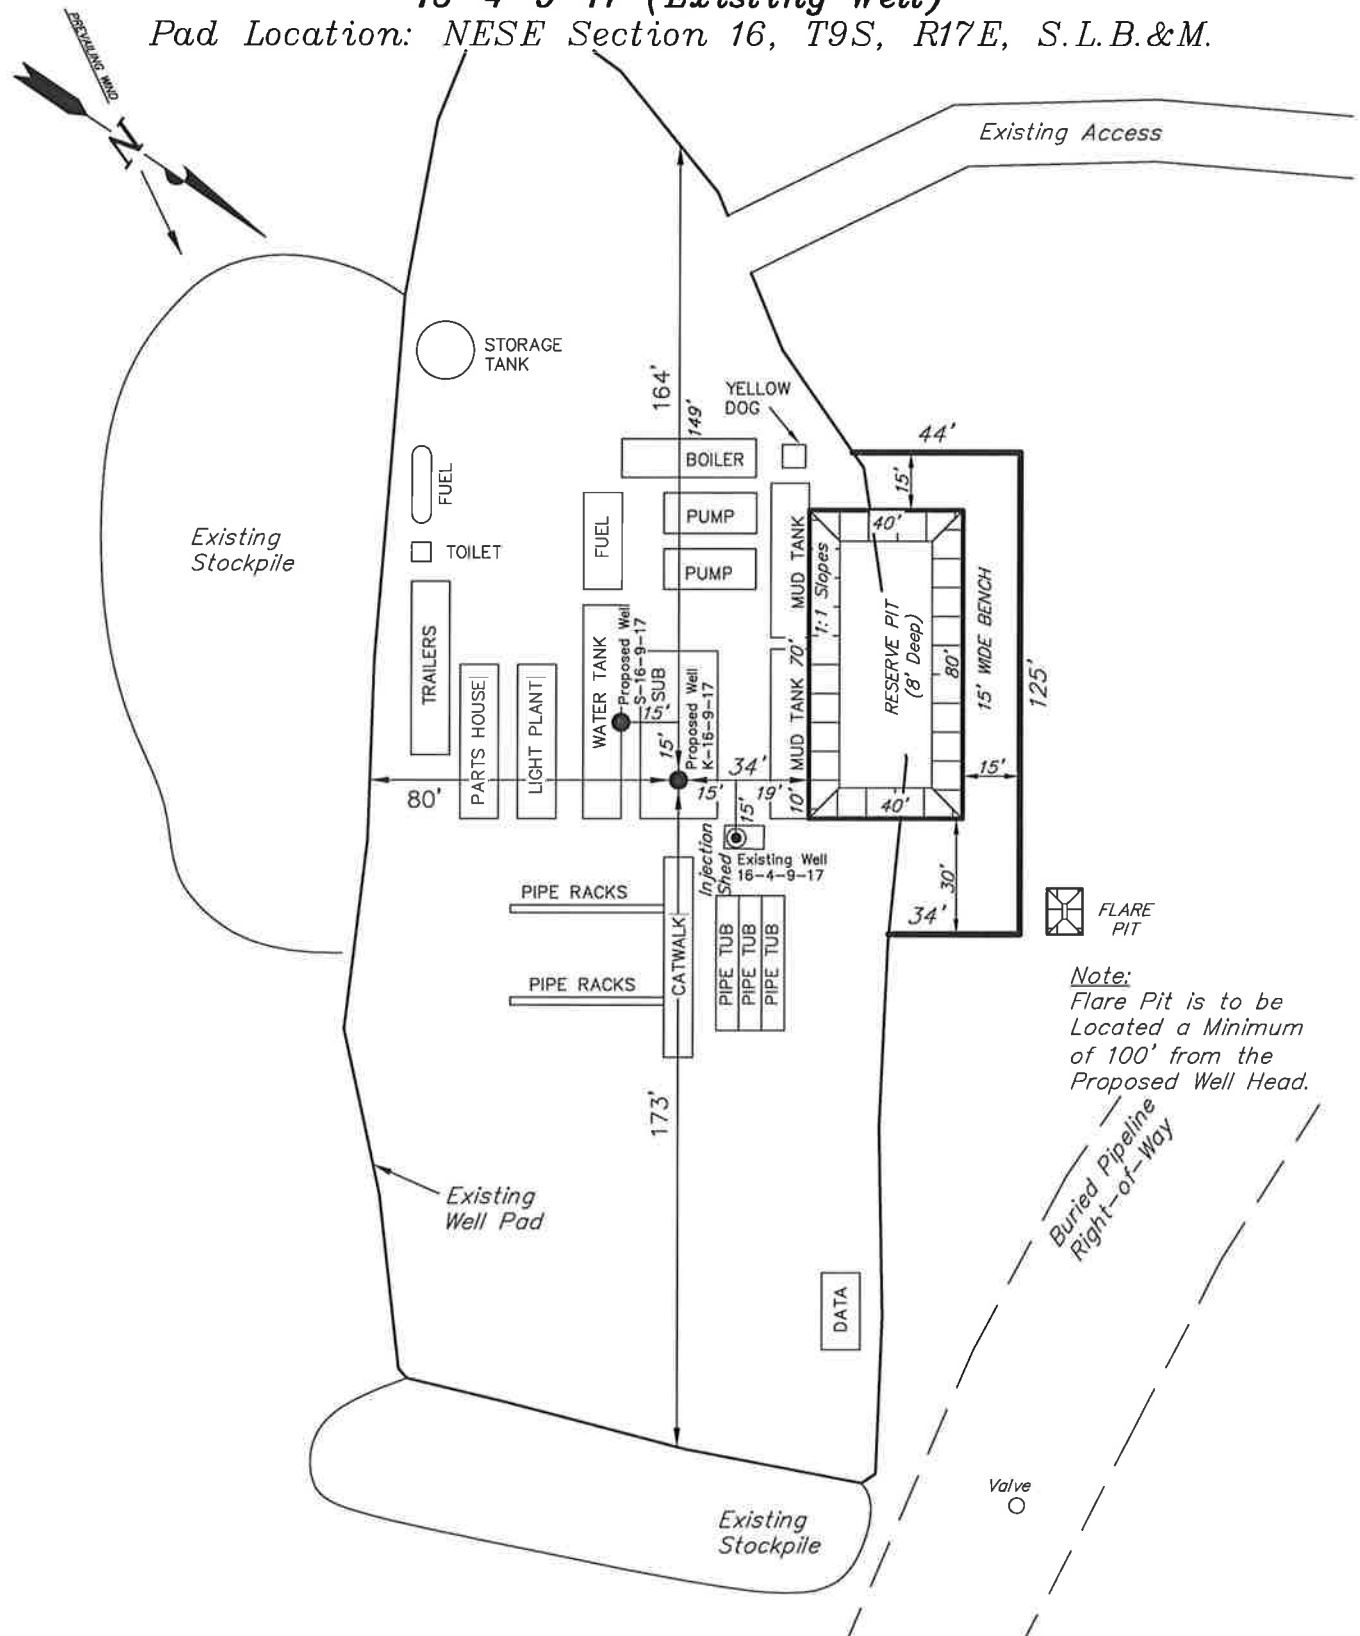 16-4-9-17 (Existing Well)
Pad Location: NESE Section 16, T9S, R17E, S.L.B.&M.
PREVAILING WIND
N
Existing Access
STORAGE
TANK
164'
149'
YELLOW
DOG
44'
15'
BOILER
FUEL
Existing
Stockpile
TOILET
FUEL
PUMP
PUMP
MUD TANK
40'
1:1 Slopes
RESERVE PIT
(8' Deep)
80'
15' WIDE BENCH
125'
TRAILERS
PARTS HOUSE
LIGHT PLANT
WATER TANK
Proposed Well
S-16-9-17
SUB
15'
15'
Proposed Well
K-16-9-17
MUD TANK
70'
80'
34'
15'
19'
10'
15'
40'
15'
30'
34'
Injection
Shed
Existing Well
16-4-9-17
PIPE RACKS
PIPE RACKS
CATWALK
PIPE TUB
PIPE TUB
PIPE TUB
FLARE
PIT
Note:
Flare Pit is to be
Located a Minimum
of 100' from the
Proposed Well Head.
173'
Buried Pipeline
Right-of-Way
Existing
Well Pad
DATA
Valve
Existing
Stockpile